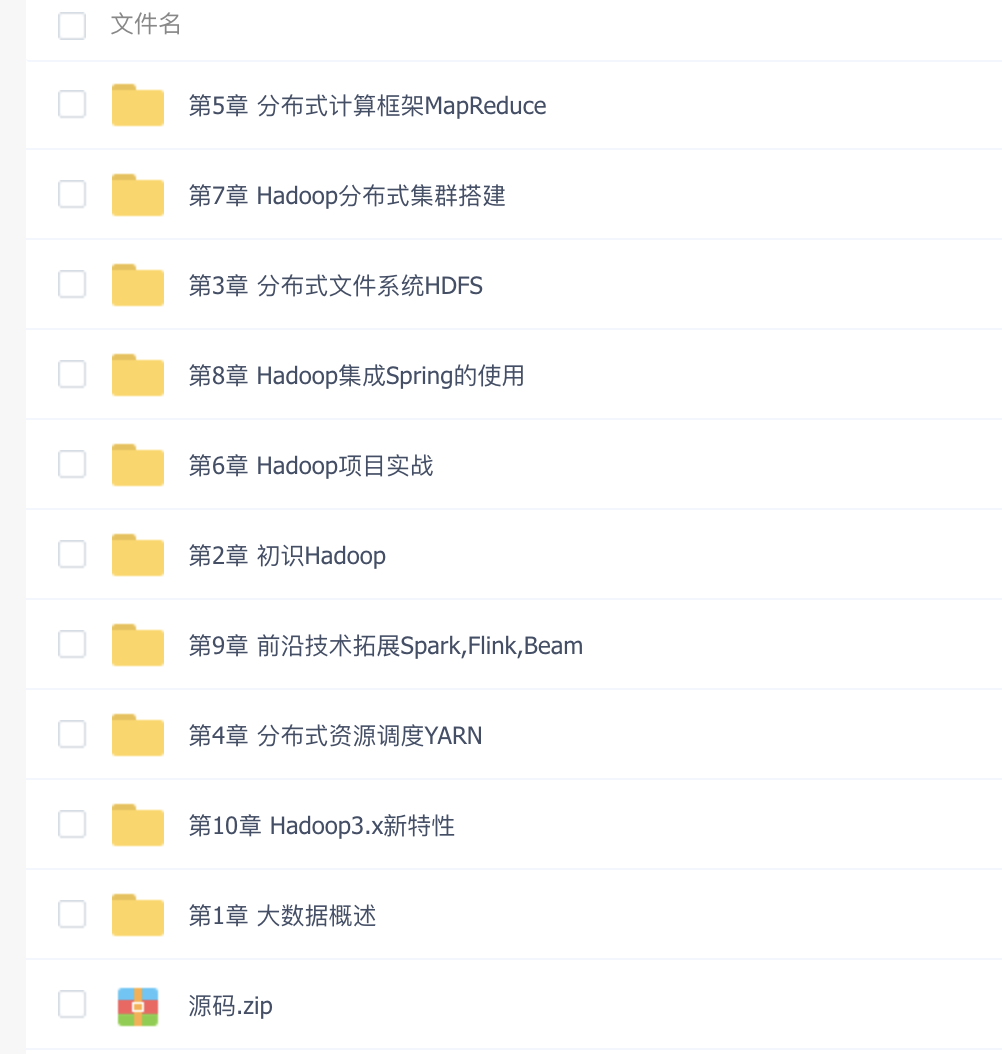 文件名
第5章 分布式计算框架MapReduce
第7章 Hadoop分布式集群搭建
第3章 分布式文件系统HDFS
第8章 Hadoop集成Spring的使用
第6章 Hadoop项目实战
第2章 初识Hadoop
第9章 前沿技术拓展Spark,Flink,Beam
第4章 分布式资源调度YARN
第10章 Hadoop3.x新特性
第1章 大数据概述
源码.zip